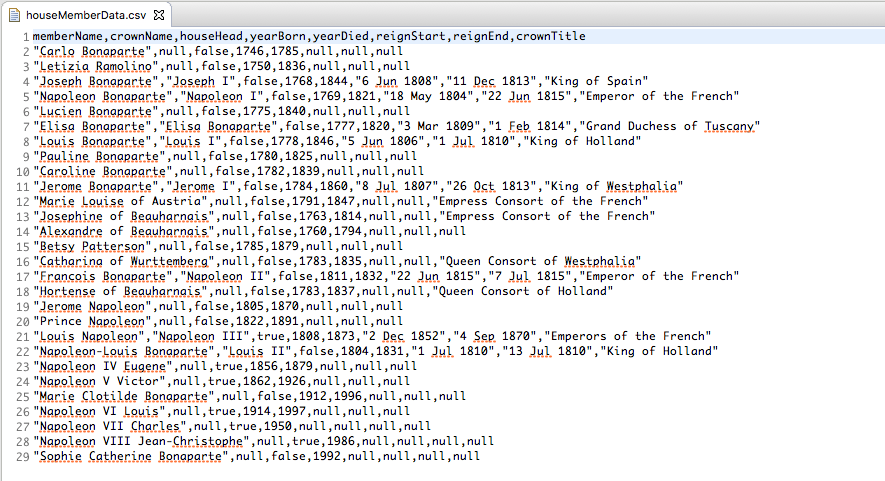 houseMemberData.csv
1 memberName,crownName,houseHead,yearBorn,yearDied,reignStart,reignEnd,crownTitle
2 "Carlo Bonaparte",null,false,1746,1785,null,null,null
3 "Letizia Ramolino",null,false,1750,1836,null,null,null
4 "Joseph Bonaparte","Joseph I",false,1768,1844,"6 Jun 1808","11 Dec 1813","King of Spain"
5 "Napoleon Bonaparte","Napoleon I",false,1769,1821,"18 May 1804","22 Jun 1815","Emperor of the French"
6 "Lucien Bonaparte",null,false,1775,1840,null,null,null
7 "Elisa Bonaparte","Elisa Bonaparte",false,1777,1820,"3 Mar 1809","1 Feb 1814","Grand Duchess of Tuscany"
8 "Louis Bonaparte","Louis I",false,1778,1846,"5 Jun 1806","1 Jul 1810","King of Holland"
9 "Pauline Bonaparte",null,false,1780,1825,null,null,null
10 "Caroline Bonaparte",null,false,1782,1839,null,null,null
11 "Jerome Bonaparte","Jerome I",false,1784,1860,"8 Jul 1807","26 Oct 1813","King of Westphalia"
12 "Marie Louise of Austria",null,false,1791,1847,null,null,"Empress Consort of the French"
13 "Josephine of Beauharnais",null,false,1763,1814,null,null,"Empress Consort of the French"
14 "Alexandre of Beauharnais",null,false,1760,1794,null,null,null
15 "Betsy Patterson",null,false,1785,1879,null,null,null
16 "Catharina of Wurttemberg",null,false,1783,1835,null,null,"Queen Consort of Westphalia"
17 "Francois Bonaparte","Napoleon II",false,1811,1832,"22 Jun 1815","7 Jul 1815","Emperor of the French"
18 "Hortense of Beauharnais",null,false,1783,1837,null,null,"Queen Consort of Holland"
19 "Jerome Napoleon",null,false,1805,1870,null,null,null
20 "Prince Napoleon",null,false,1822,1891,null,null,null
21 "Louis Napoleon","Napoleon III",true,1808,1873,"2 Dec 1852","4 Sep 1870","Emperors of the French"
22 "Napoleon-Louis Bonaparte","Louis II",false,1804,1831,"1 Jul 1810","13 Jul 1810","King of Holland"
23 "Napoleon IV Eugene",null,true,1856,1879,null,null,null
24 "Napoleon V Victor",null,true,1862,1926,null,null,null
25 "Marie Clotilde Bonaparte",null,false,1912,1996,null,null,null
26 "Napoleon VI Louis",null,true,1914,1997,null,null,null
27 "Napoleon VII Charles",null,true,1950,null,null,null,null
28 "Napoleon VIII Jean-Christophe",null,true,1986,null,null,null,null
29 "Sophie Catherine Bonaparte",null,false,1992,null,null,null,null